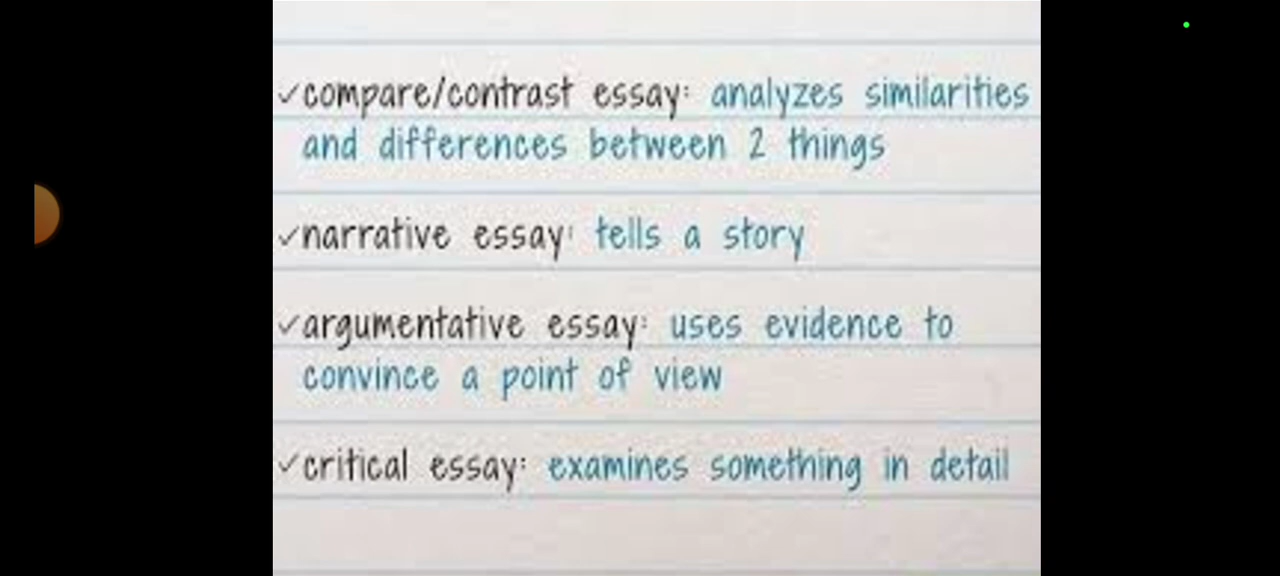 ✓compare/contrast essay: analyzes similarities
and differences between 2 things
✓narrative essay: tells a story
✓argumentative essay: uses evidence to
convince a point of view
✓critical essay: examines something in detail